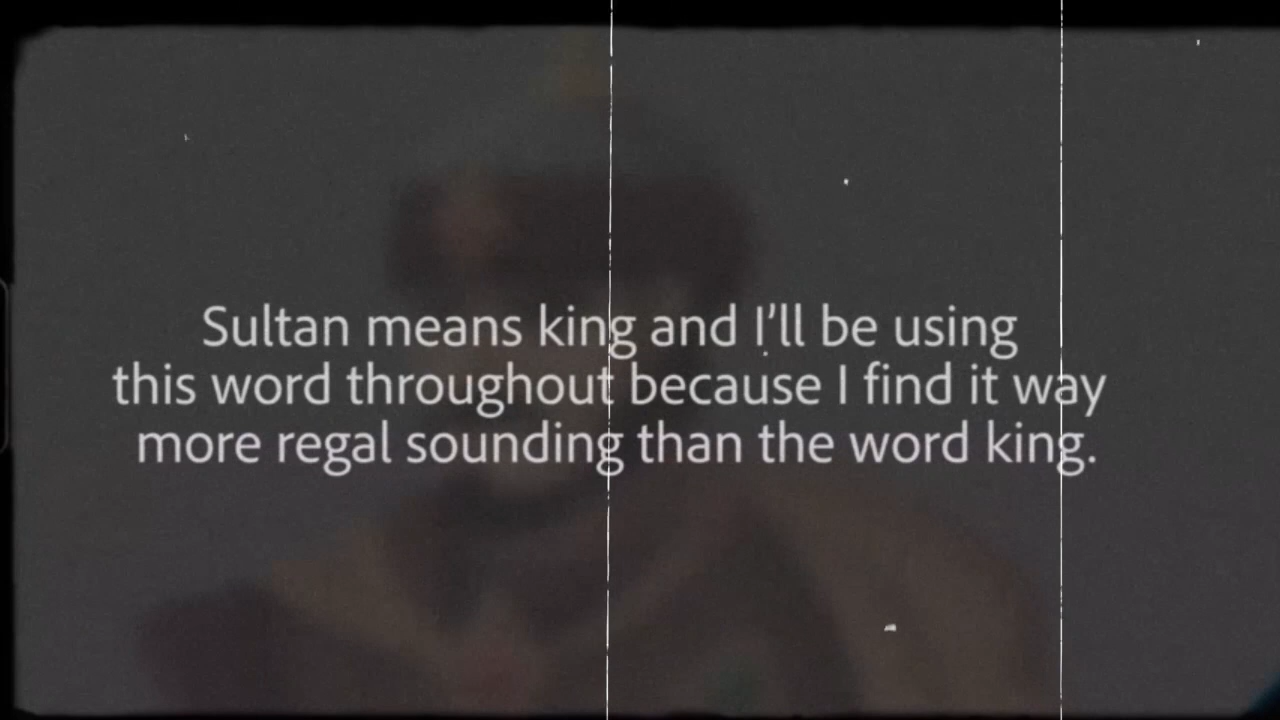 Sultan means king and I'll be using
this word throughout because I find it way
more regal sounding than the word king.